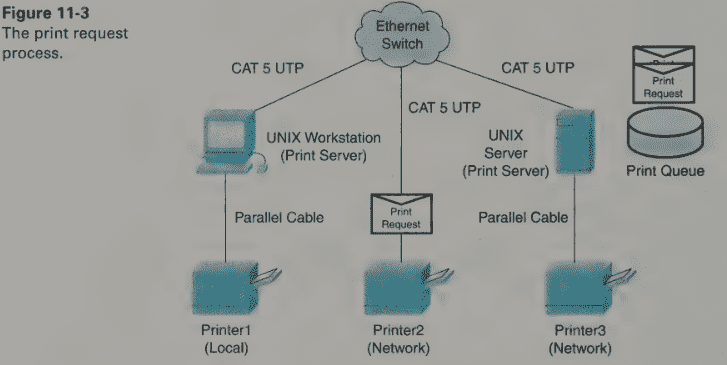 Figure 11-3
The print request
process.
Ethernet
Switch
CAT 5 UTP
CAT 5 UTP
CAT 5 UTP
UNIX Workstation
(Print Server)
UNIX
Server
(Print Server)
Print
Print
Request
Print Queue
Parallel Cable
Print
Request
Parallel Cable
Printer1
(Local)
Printer2
(Network)
Printer3
(Network)